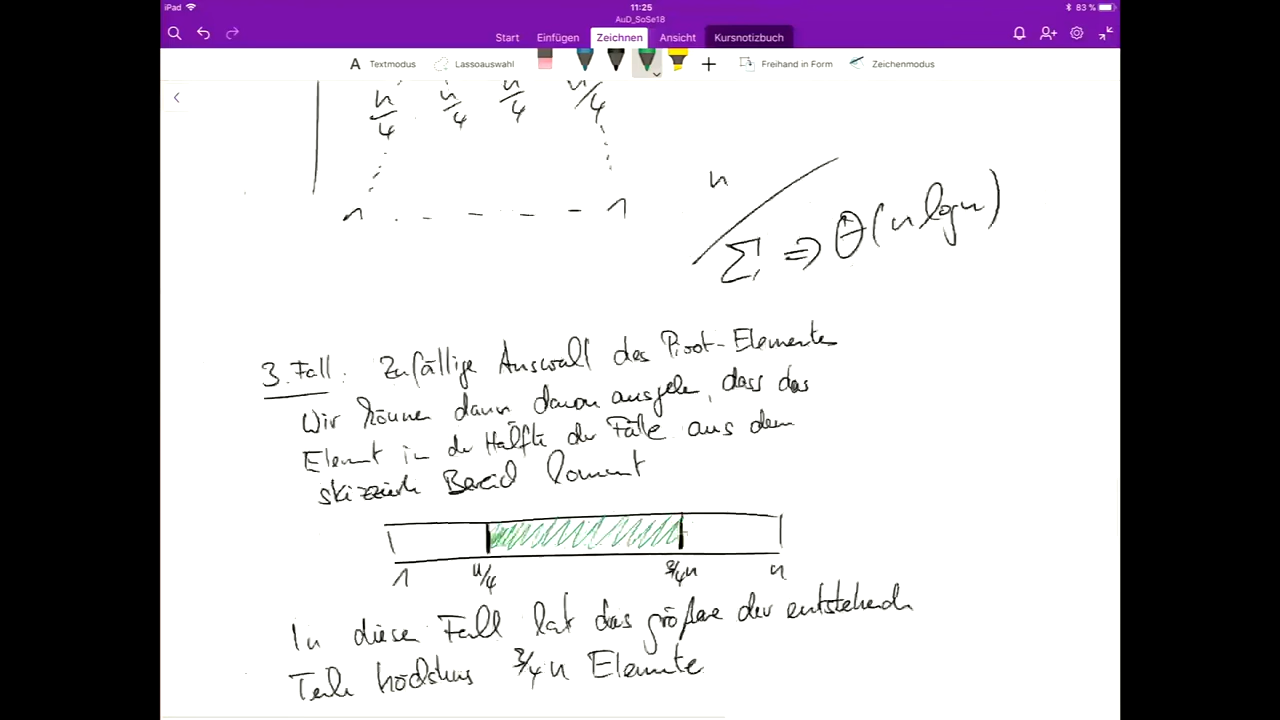 iPad 11:25 83 %
AuD_SoSe18
Start Einfügen Zeichnen Ansicht Kursnotizbuch
A Textmodus Lassoauswahl Freihand in Form Zeichenmodus
n/4 n/4 n/4 n/4
1 . - - - - 1
n
Σ ⇒ Θ(n log n)
3. Fall: Zufällige Auswahl des Pivot-Elementes
Wir können dann davon ausgehen, dass das
Element in der Hälfte der Fälle aus dem
skizzierten Bereich kommt
1 n/4 3/4 n n
In diesem Fall hat das größere der entstehenden
Teile höchstens 3/4 n Elemente